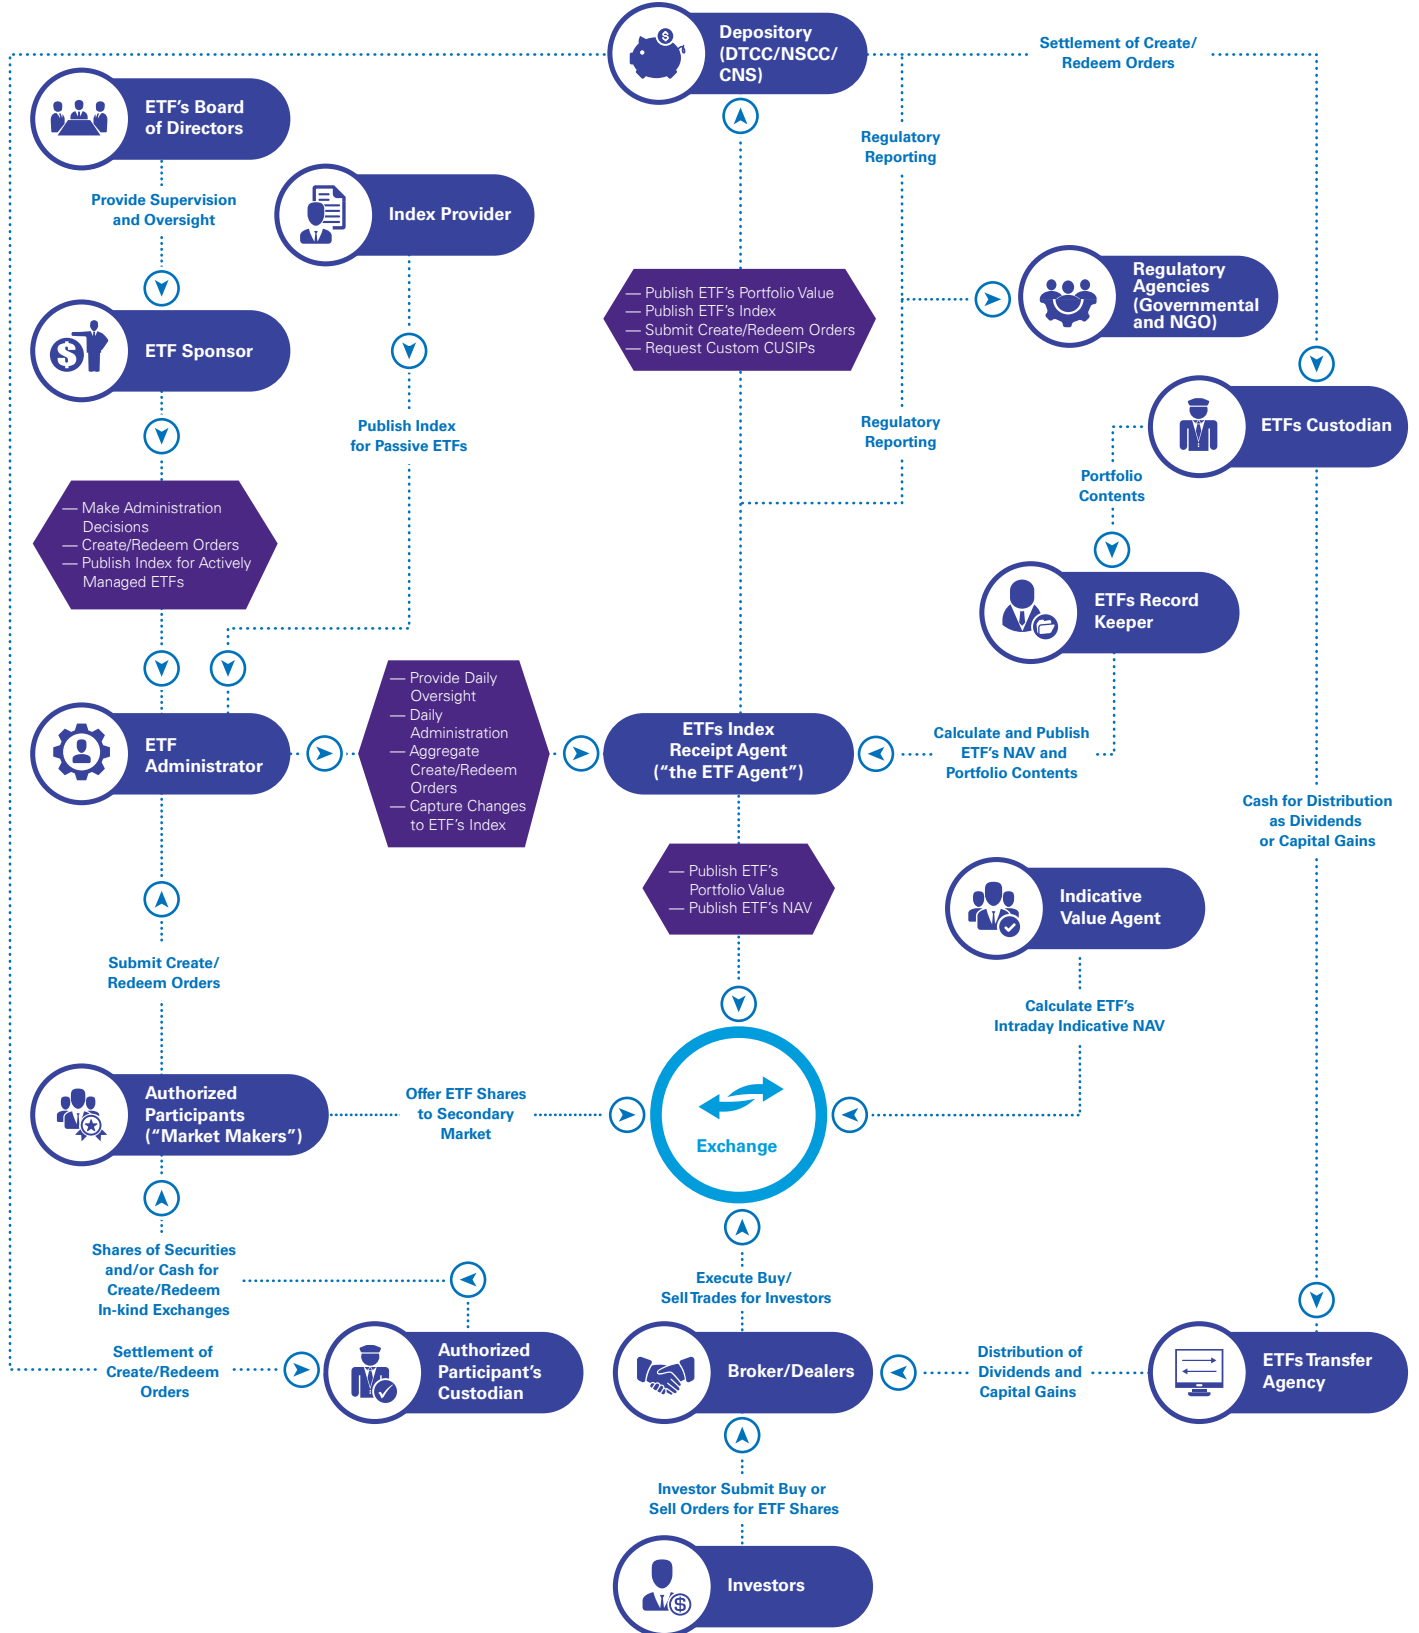 Depository
(DTCC/NSCC/
CNS)
Settlement of Create/
Redeem Orders
ETF's Board
of Directors
Regulatory
Reporting
Provide Supervision
and Oversight
Index Provider
Regulatory
Agencies
(Governmental
and NGO)
— Publish ETF's Portfolio Value
— Publish ETF's Index
— Submit Create/Redeem Orders
— Request Custom CUSIPs
ETF Sponsor
Publish Index
for Passive ETFs
Regulatory
Reporting
ETFs Custodian
Portfolio
Contents
— Make Administration
Decisions
— Create/Redeem Orders
— Publish Index for Actively
Managed ETFs
ETFs Record
Keeper
— Provide Daily
Oversight
— Daily
Administration
— Aggregate
Create/Redeem
Orders
— Capture Changes
to ETF's Index
ETF
Administrator
ETFs Index
Receipt Agent
(“the ETF Agent”)
Calculate and Publish
ETF's NAV and
Portfolio Contents
Cash for Distribution
as Dividends
or Capital Gains
— Publish ETF's
Portfolio Value
— Publish ETF's NAV
Indicative
Value Agent
Submit Create/
Redeem Orders
Calculate ETF's
Intraday Indicative NAV
Authorized
Participants
(“Market Makers”)
Offer ETF Shares
to Secondary
Market
Exchange
Shares of Securities
and/or Cash for
Create/Redeem
In-kind Exchanges
Execute Buy/
Sell Trades for Investors
Settlement of
Create/Redeem
Orders
Authorized
Participant's
Custodian
Broker/Dealers
Distribution of
Dividends and
Capital Gains
ETFs Transfer
Agency
Investor Submit Buy or
Sell Orders for ETF Shares
Investors